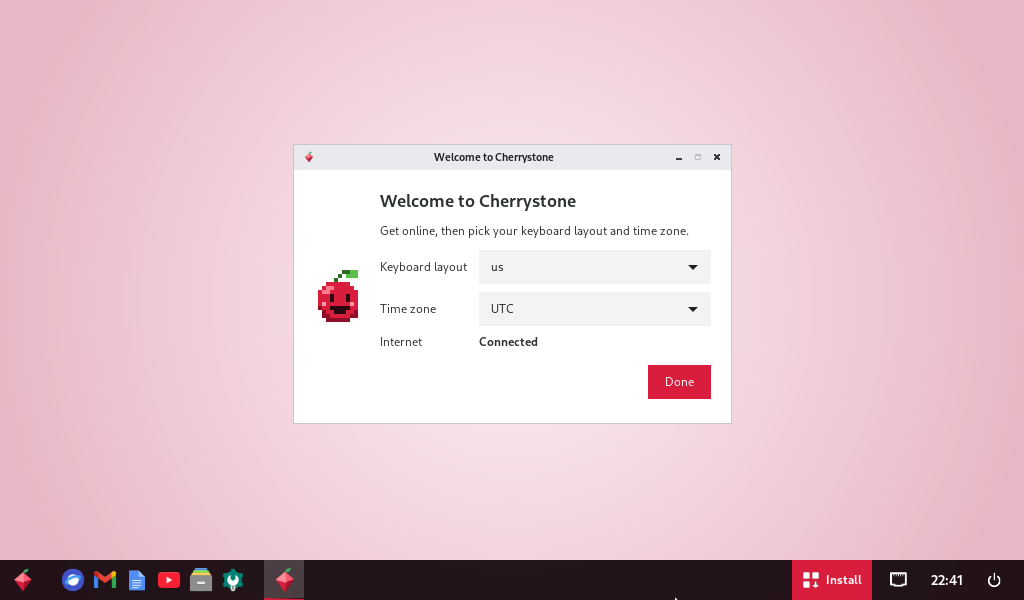 Welcome to Cherrystone
Welcome to Cherrystone
Get online, then pick your keyboard layout and time zone.
Keyboard layout us
Time zone UTC
Internet Connected
Done
Install 22:41